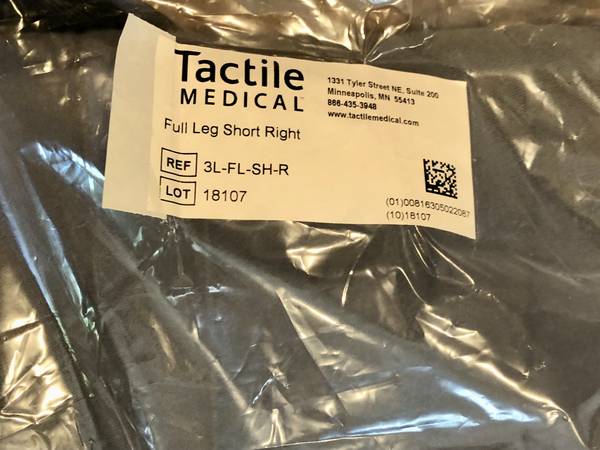 Tactile
MEDICAL
1331 Tyler Street NE, Suite 200
Minneapolis, MN 55413
866-435-3948
www.tactilemedical.com
Full Leg Short Right
REF 3L-FL-SH-R
LOT 18107
(01)00816305022087
(10)18107